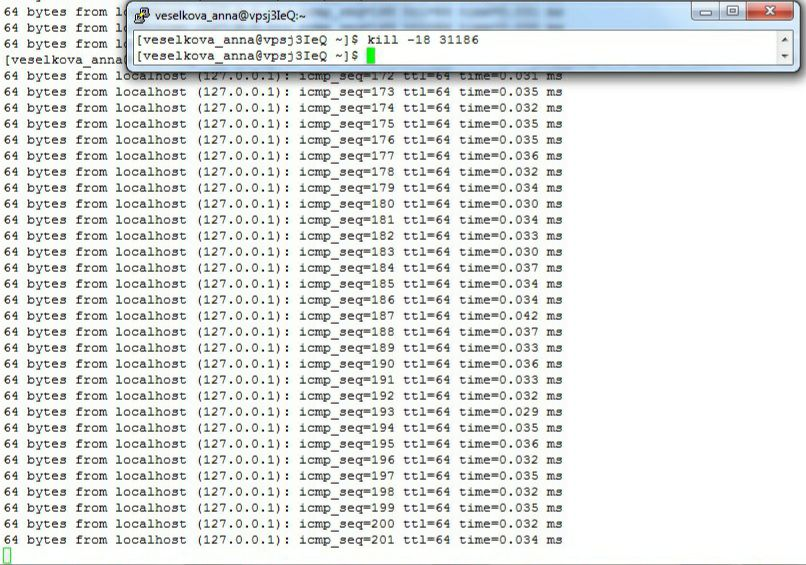 veselkova_anna@vpsj3IeQ:~
[veselkova_anna@vpsj3IeQ ~]$ kill -18 31186
[veselkova_anna@vpsj3IeQ ~]$
64 bytes from
64 bytes from
64 bytes from
[veselkova_anna
64 bytes from localhost (127.0.0.1): icmp_seq=172 ttl=64 time=0.031 ms
64 bytes from localhost (127.0.0.1): icmp_seq=173 ttl=64 time=0.035 ms
64 bytes from localhost (127.0.0.1): icmp_seq=174 ttl=64 time=0.032 ms
64 bytes from localhost (127.0.0.1): icmp_seq=175 ttl=64 time=0.035 ms
64 bytes from localhost (127.0.0.1): icmp_seq=176 ttl=64 time=0.035 ms
64 bytes from localhost (127.0.0.1): icmp_seq=177 ttl=64 time=0.036 ms
64 bytes from localhost (127.0.0.1): icmp_seq=178 ttl=64 time=0.032 ms
64 bytes from localhost (127.0.0.1): icmp_seq=179 ttl=64 time=0.034 ms
64 bytes from localhost (127.0.0.1): icmp_seq=180 ttl=64 time=0.030 ms
64 bytes from localhost (127.0.0.1): icmp_seq=181 ttl=64 time=0.034 ms
64 bytes from localhost (127.0.0.1): icmp_seq=182 ttl=64 time=0.033 ms
64 bytes from localhost (127.0.0.1): icmp_seq=183 ttl=64 time=0.030 ms
64 bytes from localhost (127.0.0.1): icmp_seq=184 ttl=64 time=0.037 ms
64 bytes from localhost (127.0.0.1): icmp_seq=185 ttl=64 time=0.034 ms
64 bytes from localhost (127.0.0.1): icmp_seq=186 ttl=64 time=0.034 ms
64 bytes from localhost (127.0.0.1): icmp_seq=187 ttl=64 time=0.042 ms
64 bytes from localhost (127.0.0.1): icmp_seq=188 ttl=64 time=0.037 ms
64 bytes from localhost (127.0.0.1): icmp_seq=189 ttl=64 time=0.033 ms
64 bytes from localhost (127.0.0.1): icmp_seq=190 ttl=64 time=0.036 ms
64 bytes from localhost (127.0.0.1): icmp_seq=191 ttl=64 time=0.033 ms
64 bytes from localhost (127.0.0.1): icmp_seq=192 ttl=64 time=0.032 ms
64 bytes from localhost (127.0.0.1): icmp_seq=193 ttl=64 time=0.029 ms
64 bytes from localhost (127.0.0.1): icmp_seq=194 ttl=64 time=0.035 ms
64 bytes from localhost (127.0.0.1): icmp_seq=195 ttl=64 time=0.036 ms
64 bytes from localhost (127.0.0.1): icmp_seq=196 ttl=64 time=0.032 ms
64 bytes from localhost (127.0.0.1): icmp_seq=197 ttl=64 time=0.035 ms
64 bytes from localhost (127.0.0.1): icmp_seq=198 ttl=64 time=0.032 ms
64 bytes from localhost (127.0.0.1): icmp_seq=199 ttl=64 time=0.035 ms
64 bytes from localhost (127.0.0.1): icmp_seq=200 ttl=64 time=0.032 ms
64 bytes from localhost (127.0.0.1): icmp_seq=201 ttl=64 time=0.034 ms